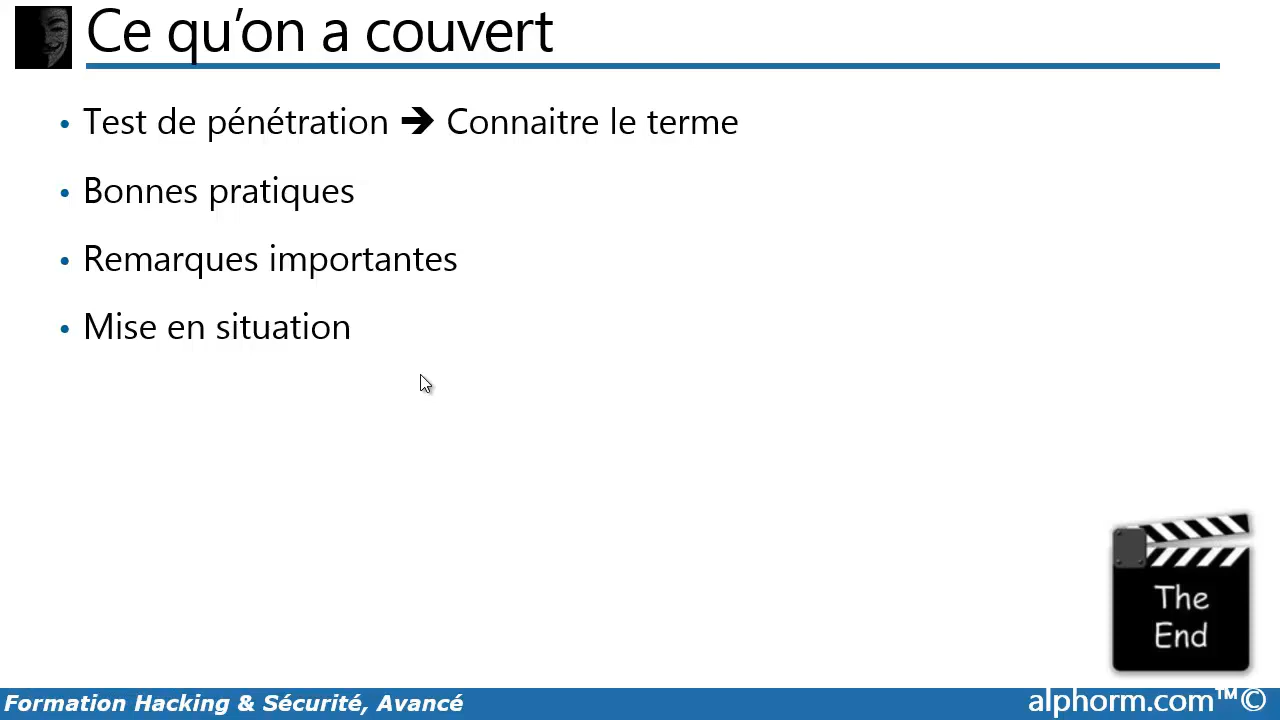 Ce qu’on a couvert
• Test de pénétration ➔ Connaitre le terme
• Bonnes pratiques
• Remarques importantes
• Mise en situation
The
End
Formation Hacking & Sécurité, Avancé
alphorm.com™©